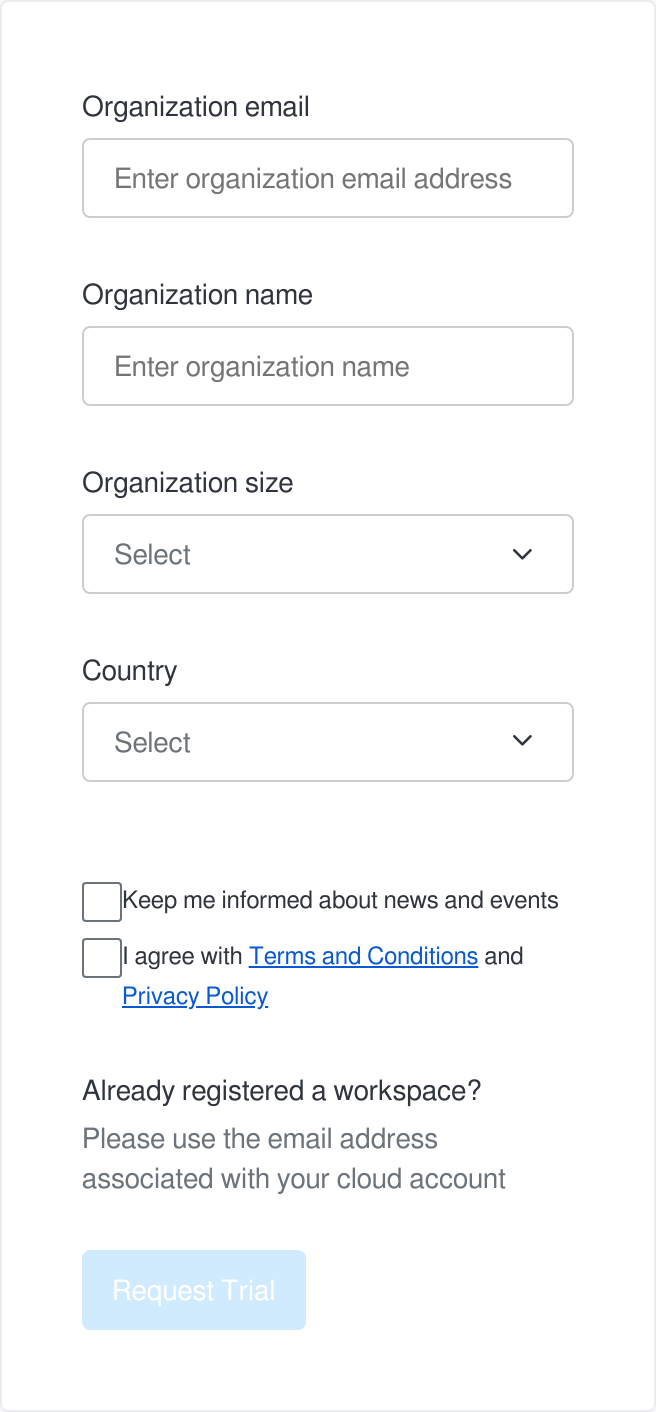 Organization email
Enter organization email address
Organization name
Enter organization name
Organization size
Select
Country
Select
Keep me informed about news and events
I agree with Terms and Conditions and
Privacy Policy
Already registered a workspace?
Please use the email address
associated with your cloud account
Request Trial